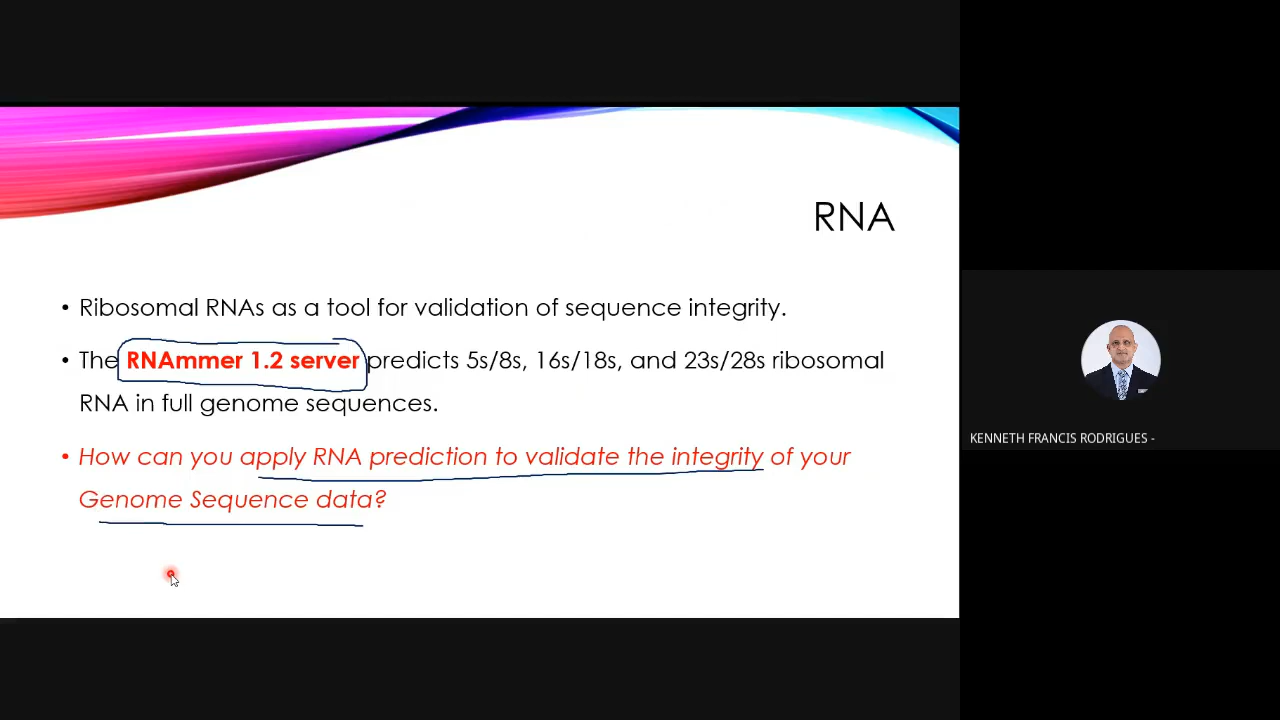 RNA
• Ribosomal RNAs as a tool for validation of sequence integrity.
• The RNAmmer 1.2 server predicts 5s/8s, 16s/18s, and 23s/28s ribosomal
RNA in full genome sequences.
• How can you apply RNA prediction to validate the integrity of your
Genome Sequence data?
KENNETH FRANCIS RODRIGUES -